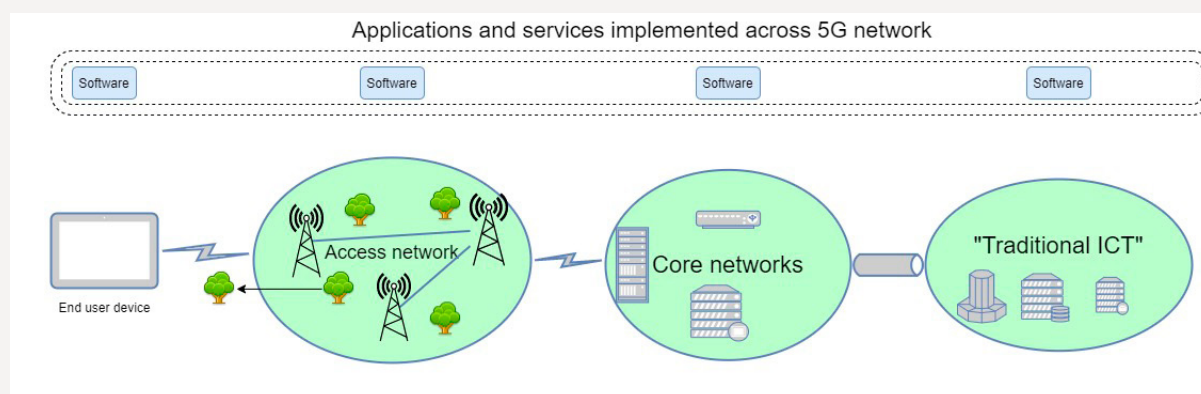 Applications and services implemented across 5G network
Software
Software
Software
Software
Access network
Core networks
"Traditional ICT"
End user device